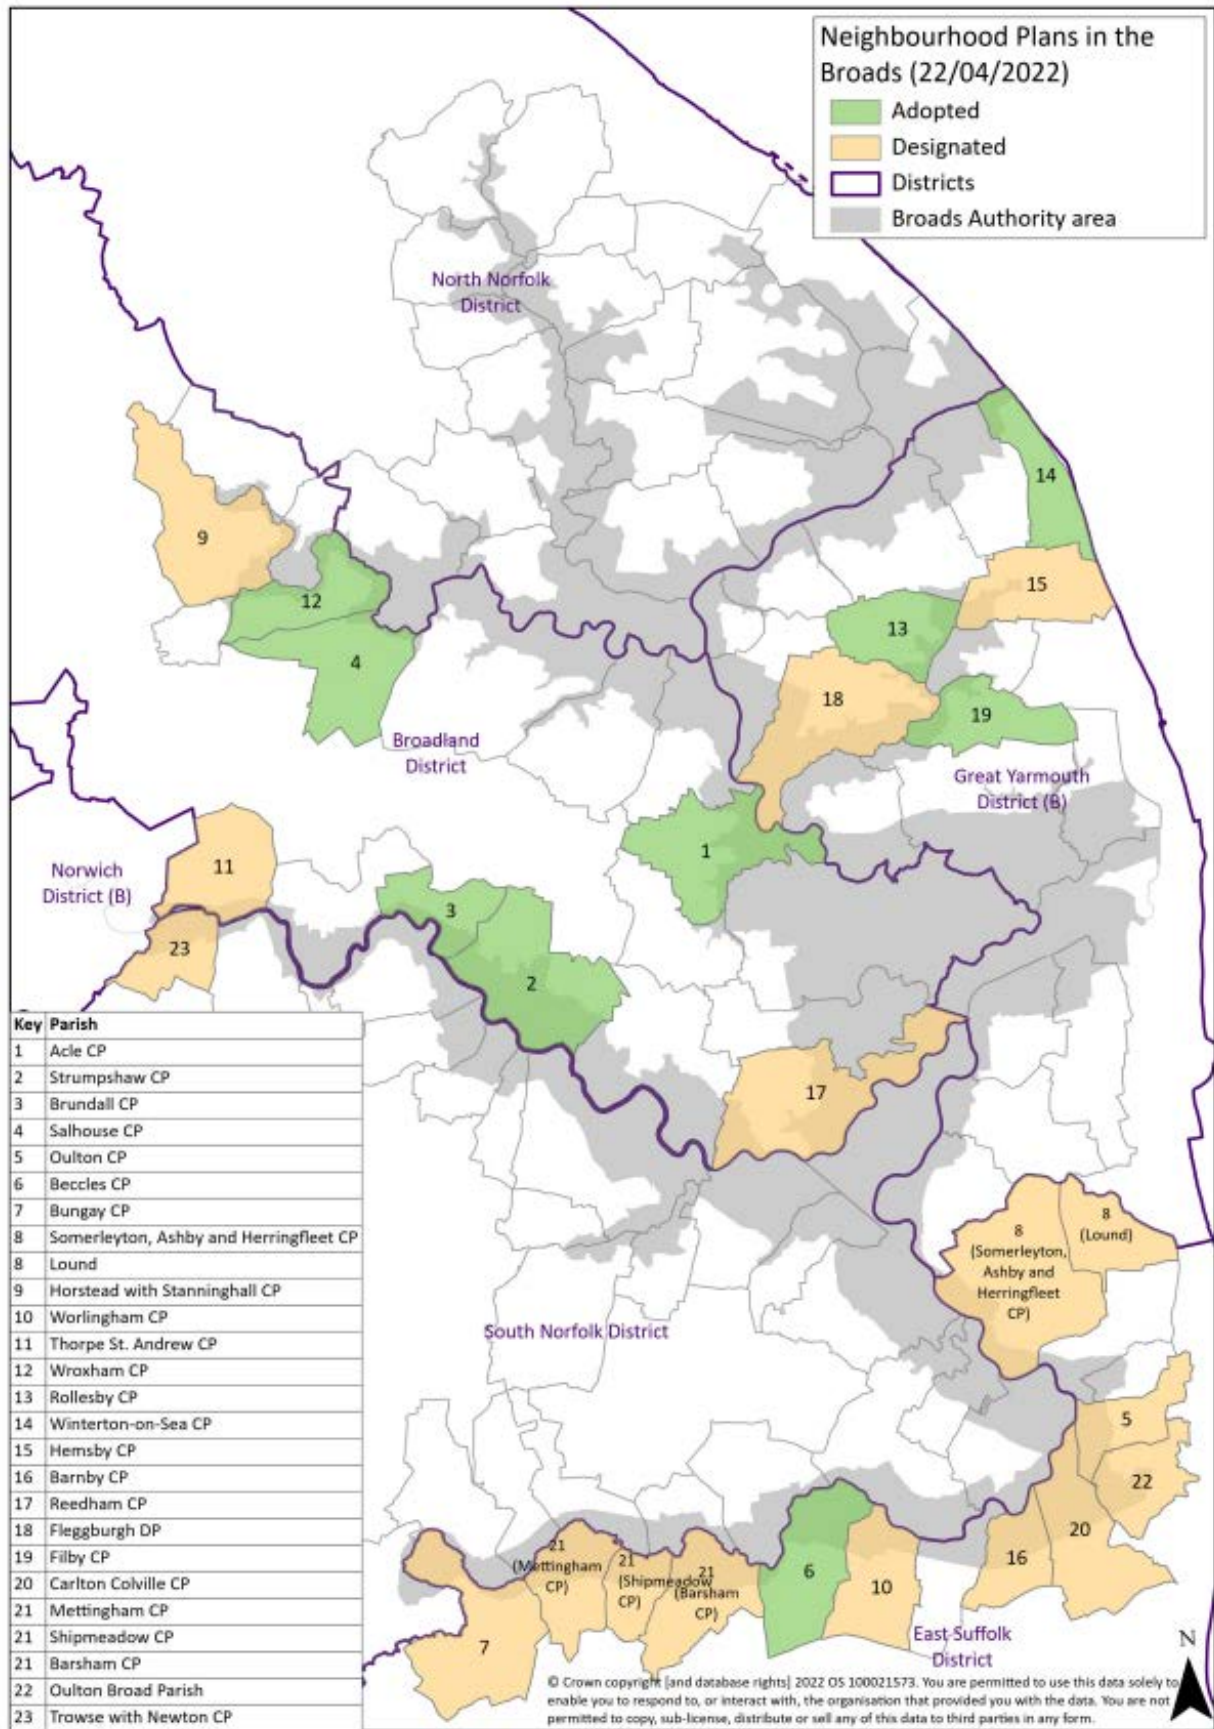 Neighbourhood Plans in the
Broads (22/04/2022)
Adopted
Designated
Districts
Broads Authority area
North Norfolk
District
14
9
15
12
13
4
18
19
Broadland
District
Great Yarmouth
District (B)
1
11
Norwich
District (B)
3
23
2
17
8
(Somerleyton,
Ashby and
Herringfleet
CP)
8
(Lound)
South Norfolk District
5
22
20
16
21
(Mettingham
CP)
21
(Shipmeadow
CP)
21
(Barsham
CP)
6
10
7
East Suffolk
District
N
Key Parish
1 Acle CP
2 Strumpshaw CP
3 Brundall CP
4 Salhouse CP
5 Oulton CP
6 Beccles CP
7 Bungay CP
8 Somerleyton, Ashby and Herringfleet CP
8 Lound
9 Horstead with Stanninghall CP
10 Worlingham CP
11 Thorpe St. Andrew CP
12 Wroxham CP
13 Rollesby CP
14 Winterton-on-Sea CP
15 Hemsby CP
16 Barnby CP
17 Reedham CP
18 Fleggburgh DP
19 Filby CP
20 Carlton Colville CP
21 Mettingham CP
21 Shipmeadow CP
21 Barsham CP
22 Oulton Broad Parish
23 Trowse with Newton CP
© Crown copyright [and database rights] 2022 OS 100021573. You are permitted to use this data solely to
enable you to respond to, or interact with, the organisation that provided you with the data. You are not
permitted to copy, sub-license, distribute or sell any of this data to third parties in any form.